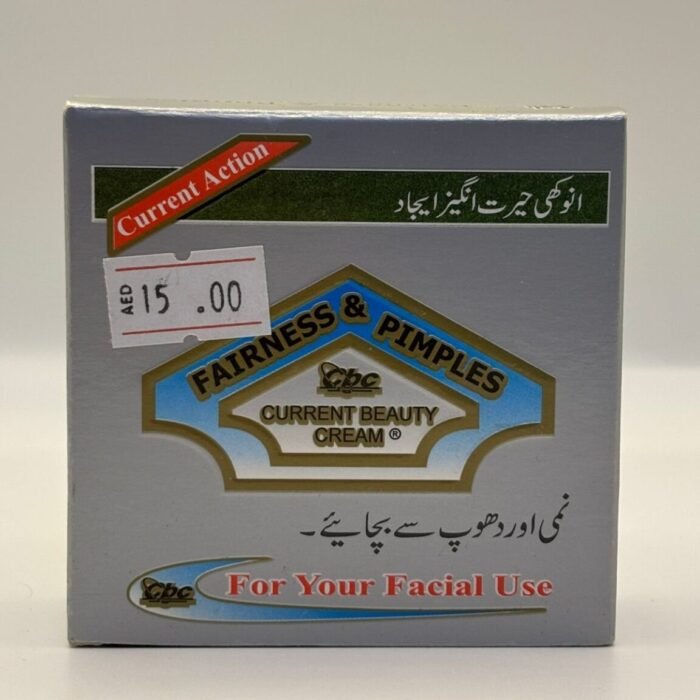 Current Action
انوکھی حیرت انگیز ایجاد
AED 15.00
FAIRNESS & PIMPLES
Cbc
CURRENT BEAUTY
CREAM ®
نمی اور دھوپ سے بچائیے۔
Cbc For Your Facial Use